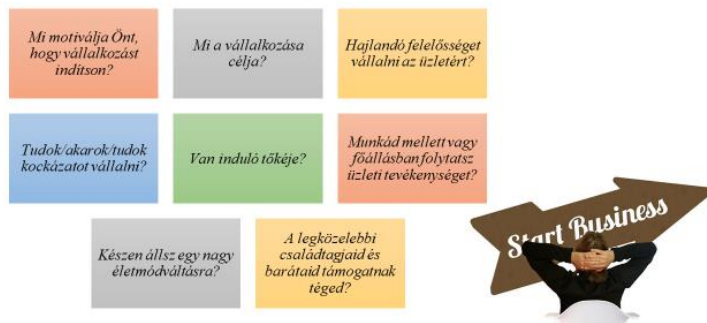 Mi motiválja Önt,
hogy vállalkozást
indítson?
Mi a vállalkozása
célja?
Hajlandó felelősséget
vállalni az üzletért?
Tudok/akarok/tudok
kockázatot vállalni?
Van induló tőkéje?
Munkád mellett vagy
főállásban folytatsz
üzleti tevékenységet?
Készen állsz egy nagy
életmódváltásra?
A legközelebbi
családtagjaid és
barátaid támogatnak
téged?
Start Business